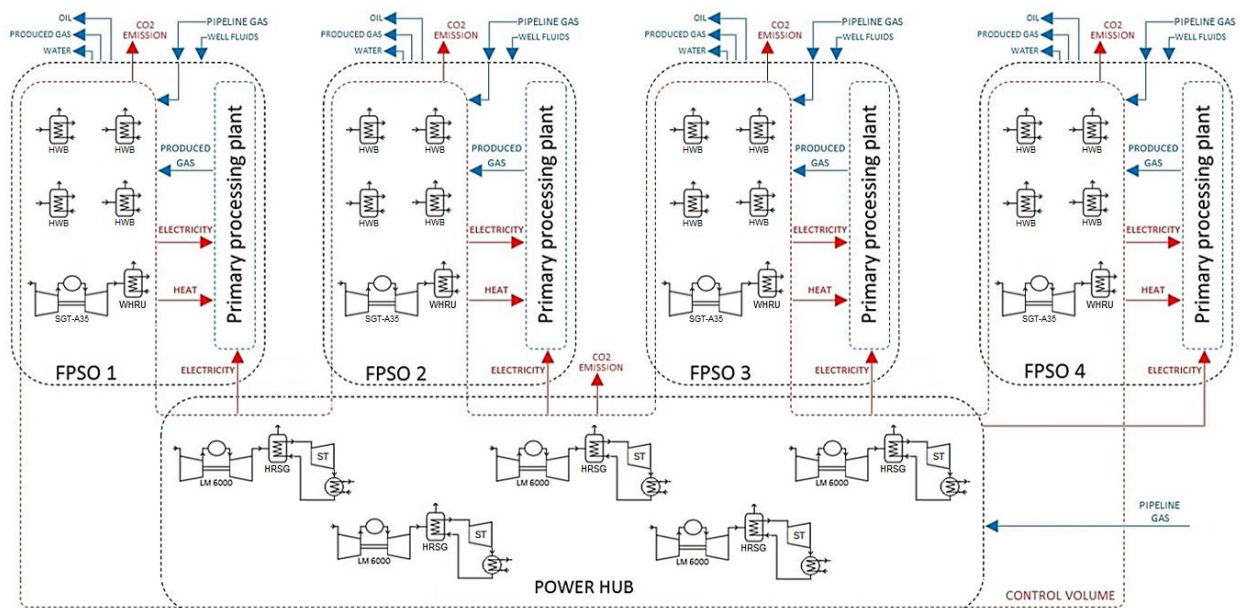 OIL
PRODUCED GAS
WATER
CO2
EMISSION
PIPELINE GAS
WELL FLUIDS
HWB
HWB
PRODUCED
GAS
HWB
HWB
ELECTRICITY
HEAT
SGT-A35
WHRU
Primary processing plant
FPSO 1
ELECTRICITY
OIL
PRODUCED GAS
WATER
CO2
EMISSION
PIPELINE GAS
WELL FLUIDS
HWB
HWB
PRODUCED
GAS
HWB
HWB
ELECTRICITY
HEAT
SGT-A35
WHRU
Primary processing plant
FPSO 2
ELECTRICITY
CO2
EMISSION
OIL
PRODUCED GAS
WATER
CO2
EMISSION
PIPELINE GAS
WELL FLUIDS
HWB
HWB
PRODUCED
GAS
HWB
HWB
ELECTRICITY
HEAT
SGT-A35
WHRU
Primary processing plant
FPSO 3
ELECTRICITY
OIL
PRODUCED GAS
WATER
CO2
EMISSION
PIPELINE GAS
WELL FLUIDS
HWB
HWB
PRODUCED
GAS
HWB
HWB
ELECTRICITY
HEAT
SGT-A35
WHRU
Primary processing plant
FPSO 4
ELECTRICITY
LM 6000
HRSG
ST
LM 6000
HRSG
ST
LM 6000
HRSG
ST
LM 6000
HRSG
ST
LM 6000
HRSG
ST
PIPELINE
GAS
POWER HUB
CONTROL VOLUME